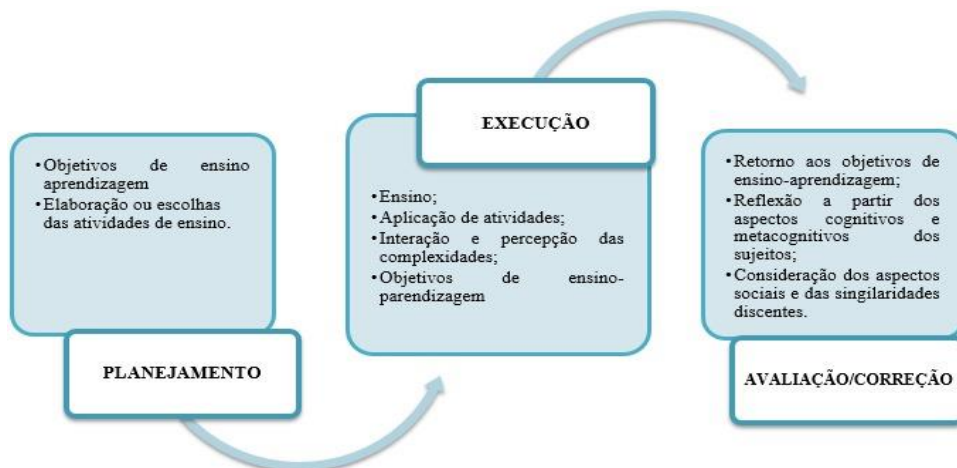 •Objetivos de ensino
aprendizagem
•Elaboração ou escolhas
das atividades de ensino.
PLANEJAMENTO
EXECUÇÃO
•Ensino;
•Aplicação de atividades;
•Interação e percepção das
complexidades;
•Objetivos de ensino-
parendizagem
•Retorno aos objetivos de
ensino-aprendizagem;
•Reflexão a partir dos
aspectos cognitivos e
metacognitivos dos
sujeitos;
•Consideração dos aspectos
sociais e das singilaridades
discentes.
AVALIAÇÃO/CORREÇÃO